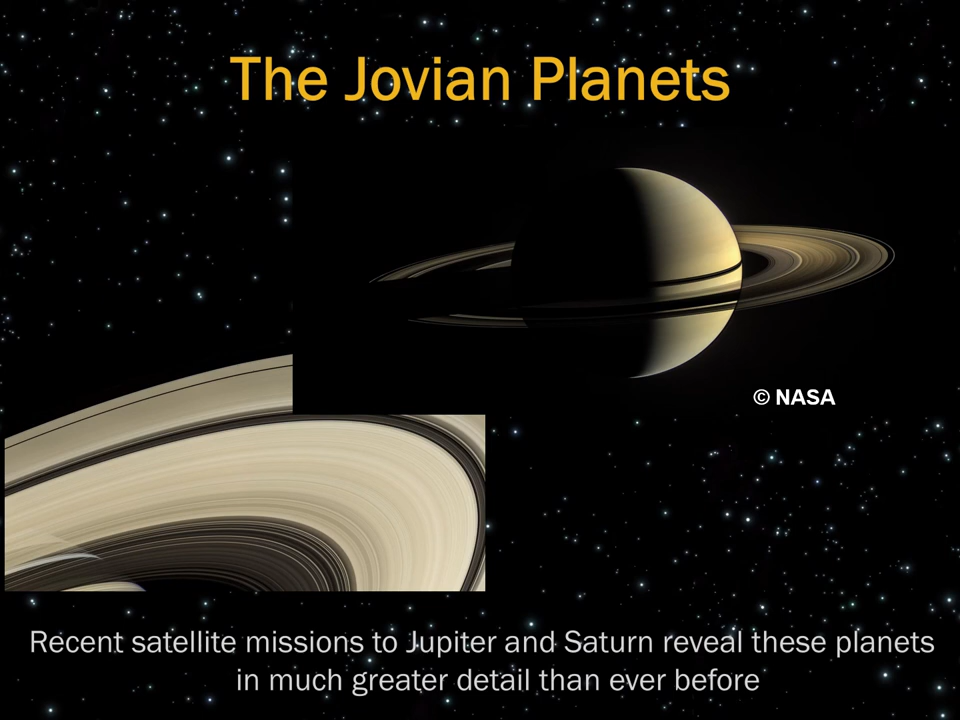 The Jovian Planets
© NASA
Recent satellite missions to Jupiter and Saturn reveal these planets
in much greater detail than ever before